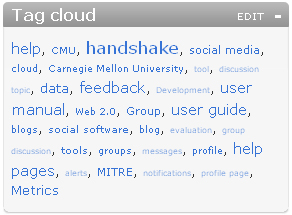 Tag cloud EDIT -
help, CMU, handshake, social media,
cloud, Carnegie Mellon University, tool, discussion
topic, data, feedback, Development, user
manual, Web 2.0, Group, user guide,
blogs, social software, blog, evaluation, group
discussion, tools, groups, messages, profile, help
pages, alerts, MITRE, notifications, profile page,
Metrics